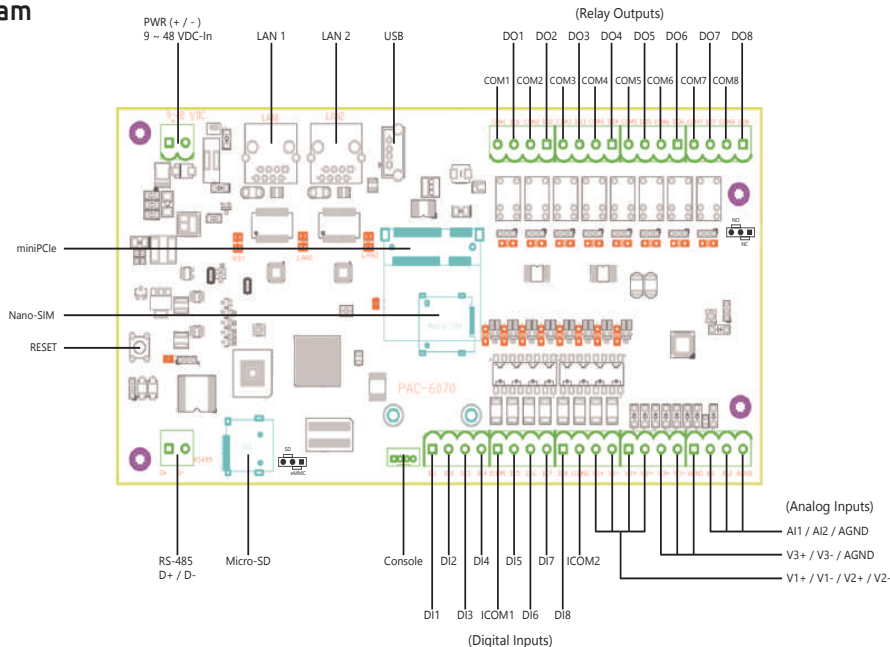 am
(Relay Outputs)
PWR (+ / - )
9 ~ 48 VDC-In
LAN 1
LAN 2
USB
DO1
DO2
DO3
DO4
DO5
DO6
DO7
DO8
COM1
COM2
COM3
COM4
COM5
COM6
COM7
COM8
LAN2
NO
NC
miniPCIe
Nano-SIM
RESET
PAC-6070
SD
eMMC
(Analog Inputs)
AI1 / AI2 / AGND
V3+ / V3- / AGND
V1+ / V1- / V2+ / V2-
RS-485
D+ / D-
Micro-SD
Console
DI2
DI4
DI5
DI7
ICOM2
DI1
DI3
ICOM1
DI6
DI8
(Digital Inputs)